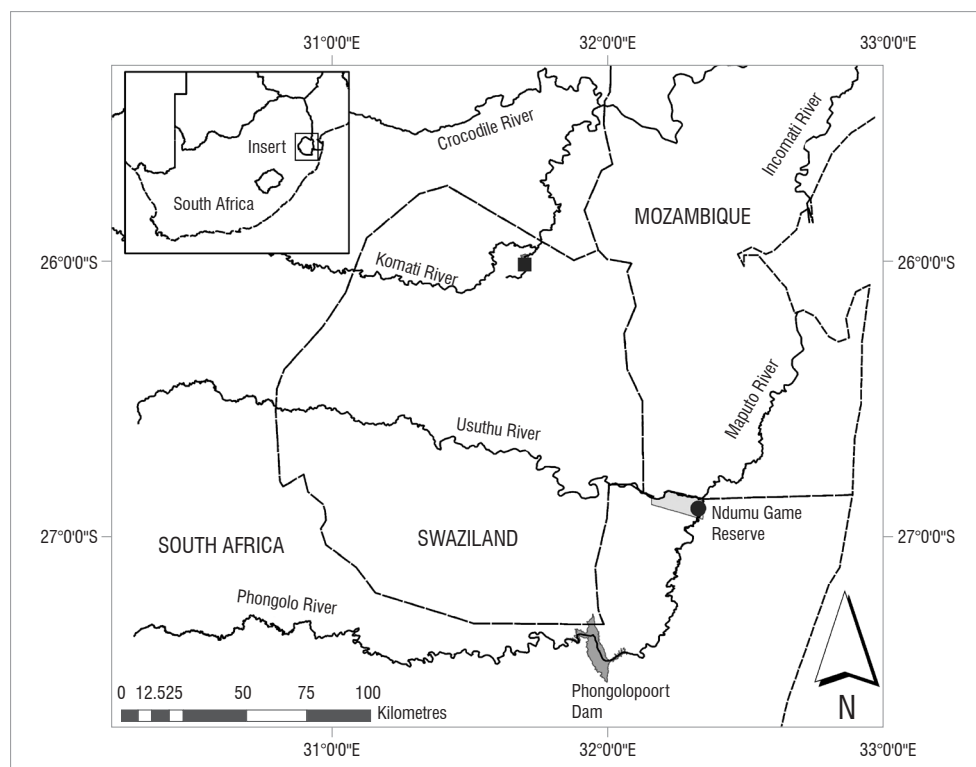 31°0'0"E
32°0'0"E
33°0'0"E
Insert
South Africa
Crocodile River
Incomati River
MOZAMBIQUE
26°0'0"S
Komati River
26°0'0"S
Maputo River
Usuthu River
Ndumu Game
Reserve
27°0'0"S
SOUTH AFRICA
SWAZILAND
27°0'0"S
Phongolo River
Phongolopoort
Dam
0 12.525 50 75 100
Kilometres
N
31°0'0"E
32°0'0"E
33°0'0"E